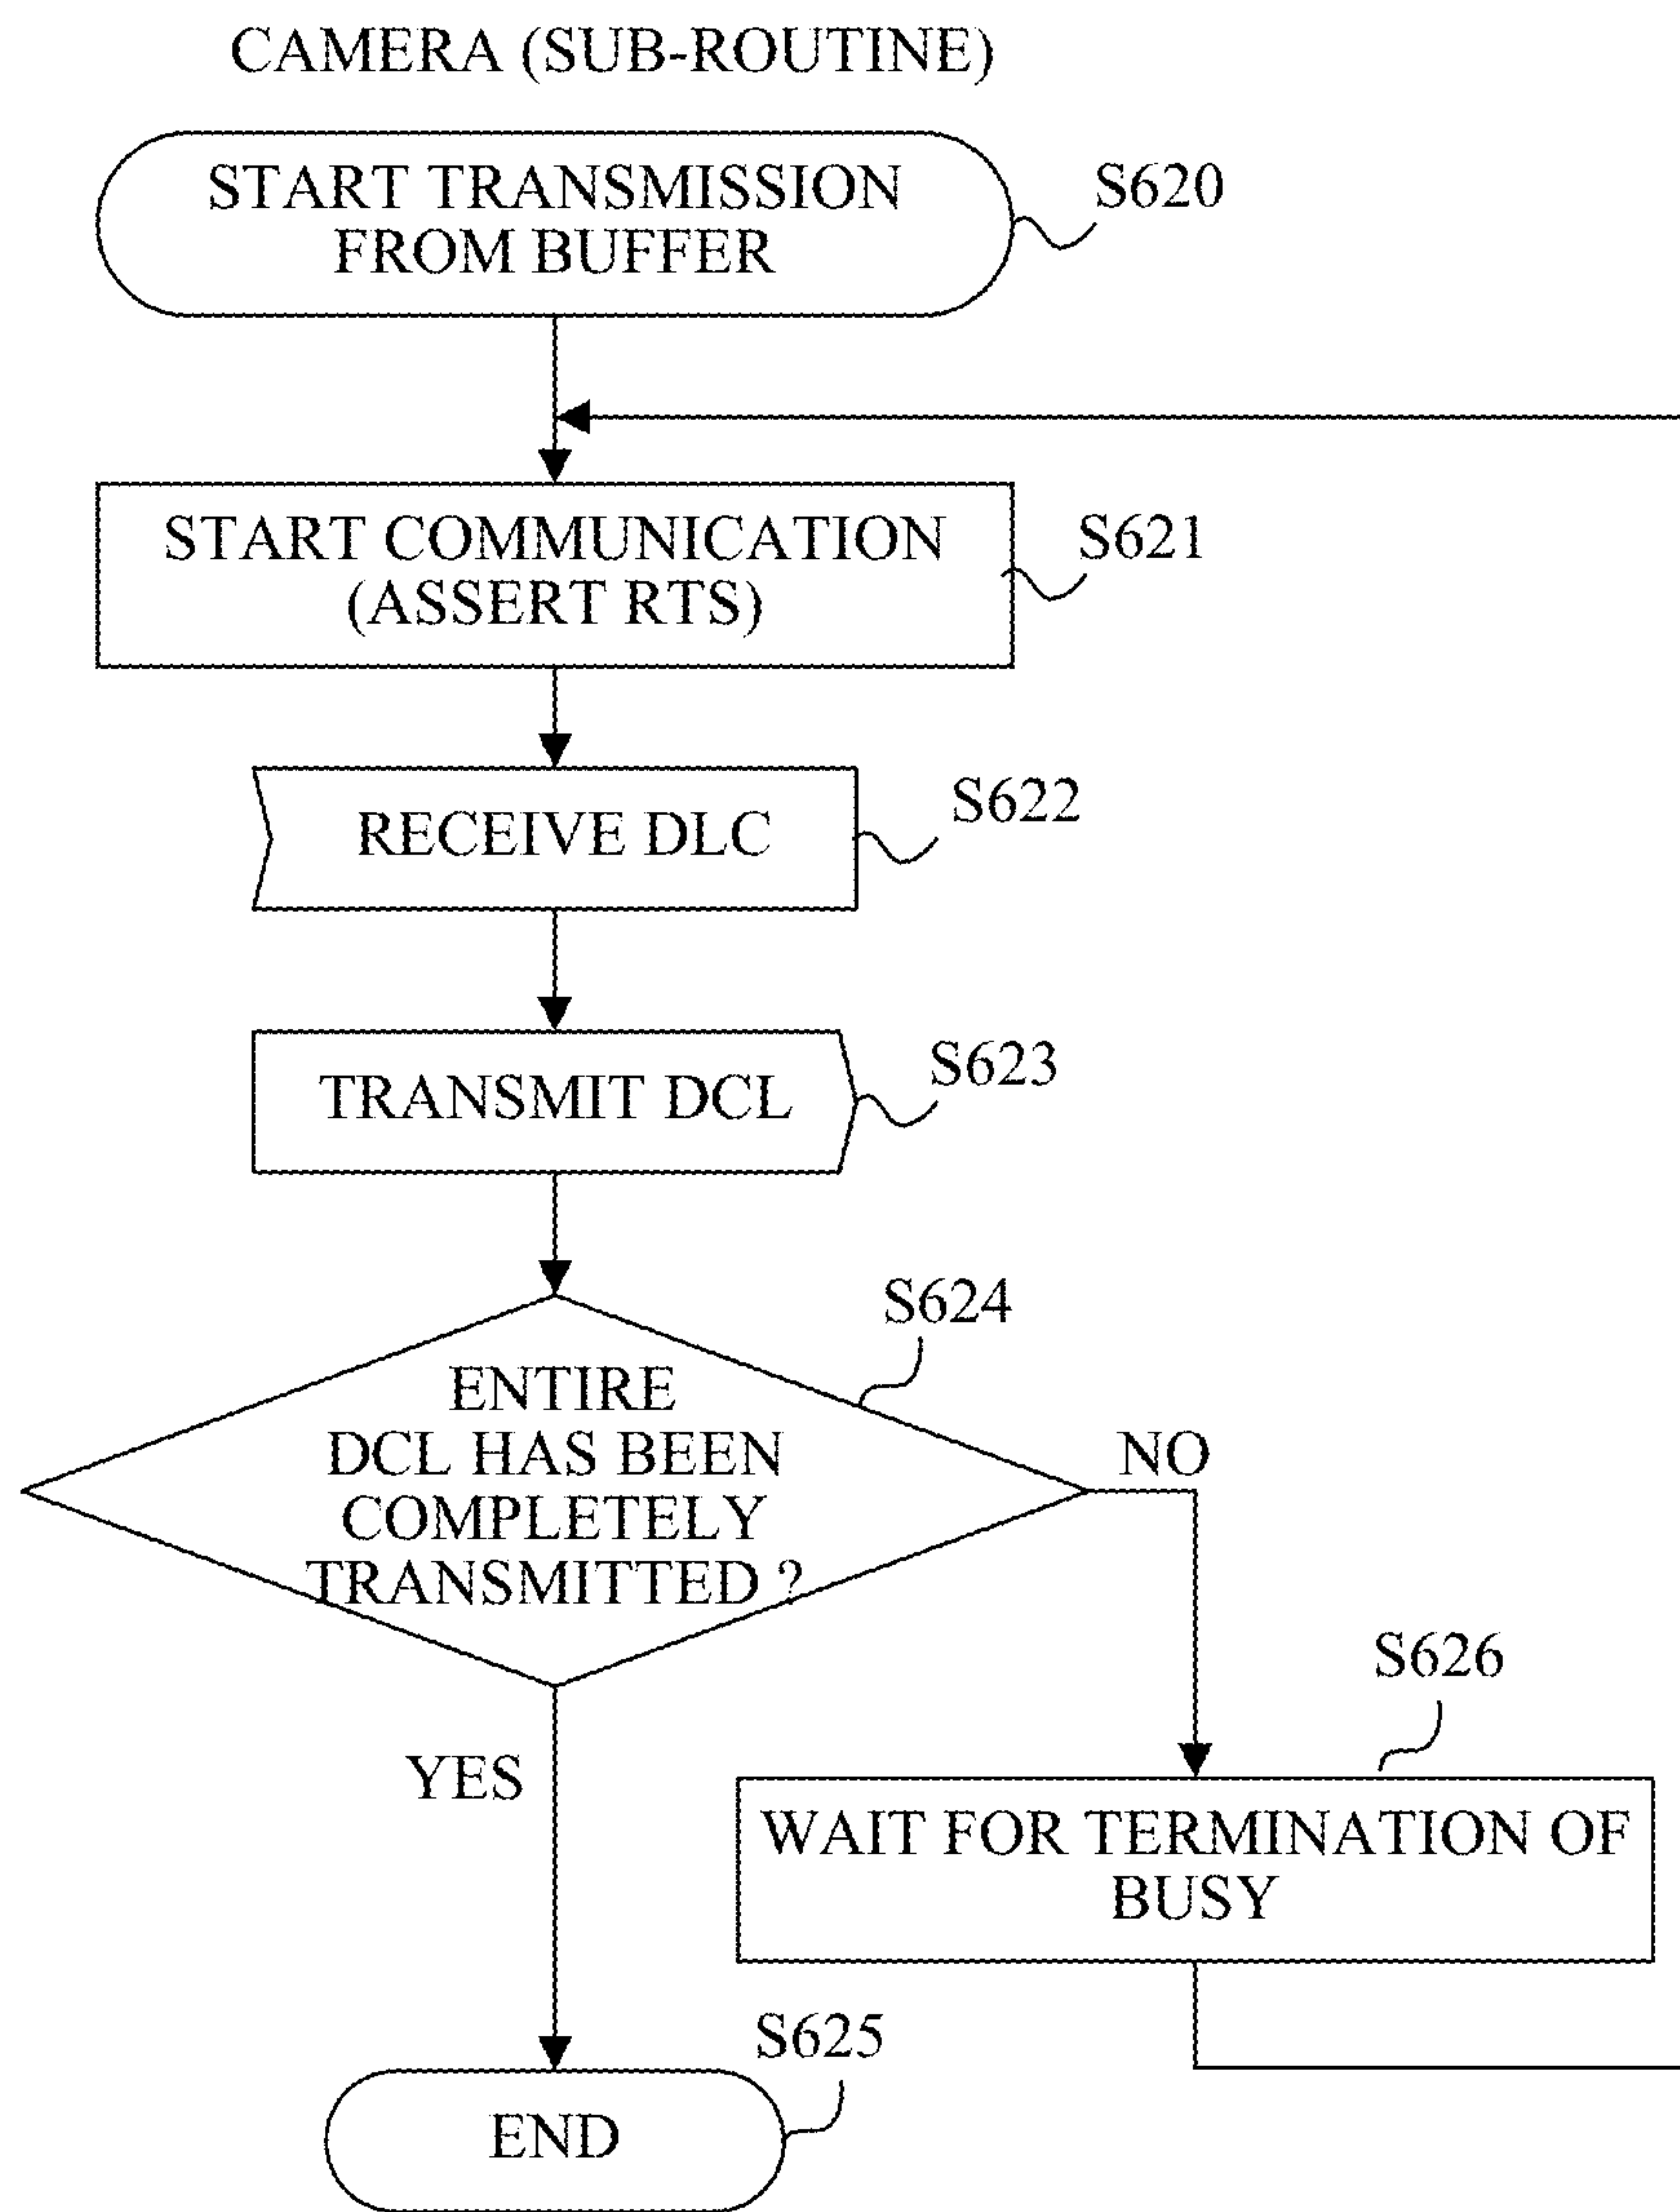 CAMERA (SUB-ROUTINE)
START TRANSMISSION
FROM BUFFER
S620
START COMMUNICATION
(ASSERT RTS)
S621
RECEIVE DLC
S622
TRANSMIT DCL
S623
S624
ENTIRE
DCL HAS BEEN
COMPLETELY
TRANSMITTED ?
NO
YES
S626
WAIT FOR TERMINATION OF
BUSY
S625
END